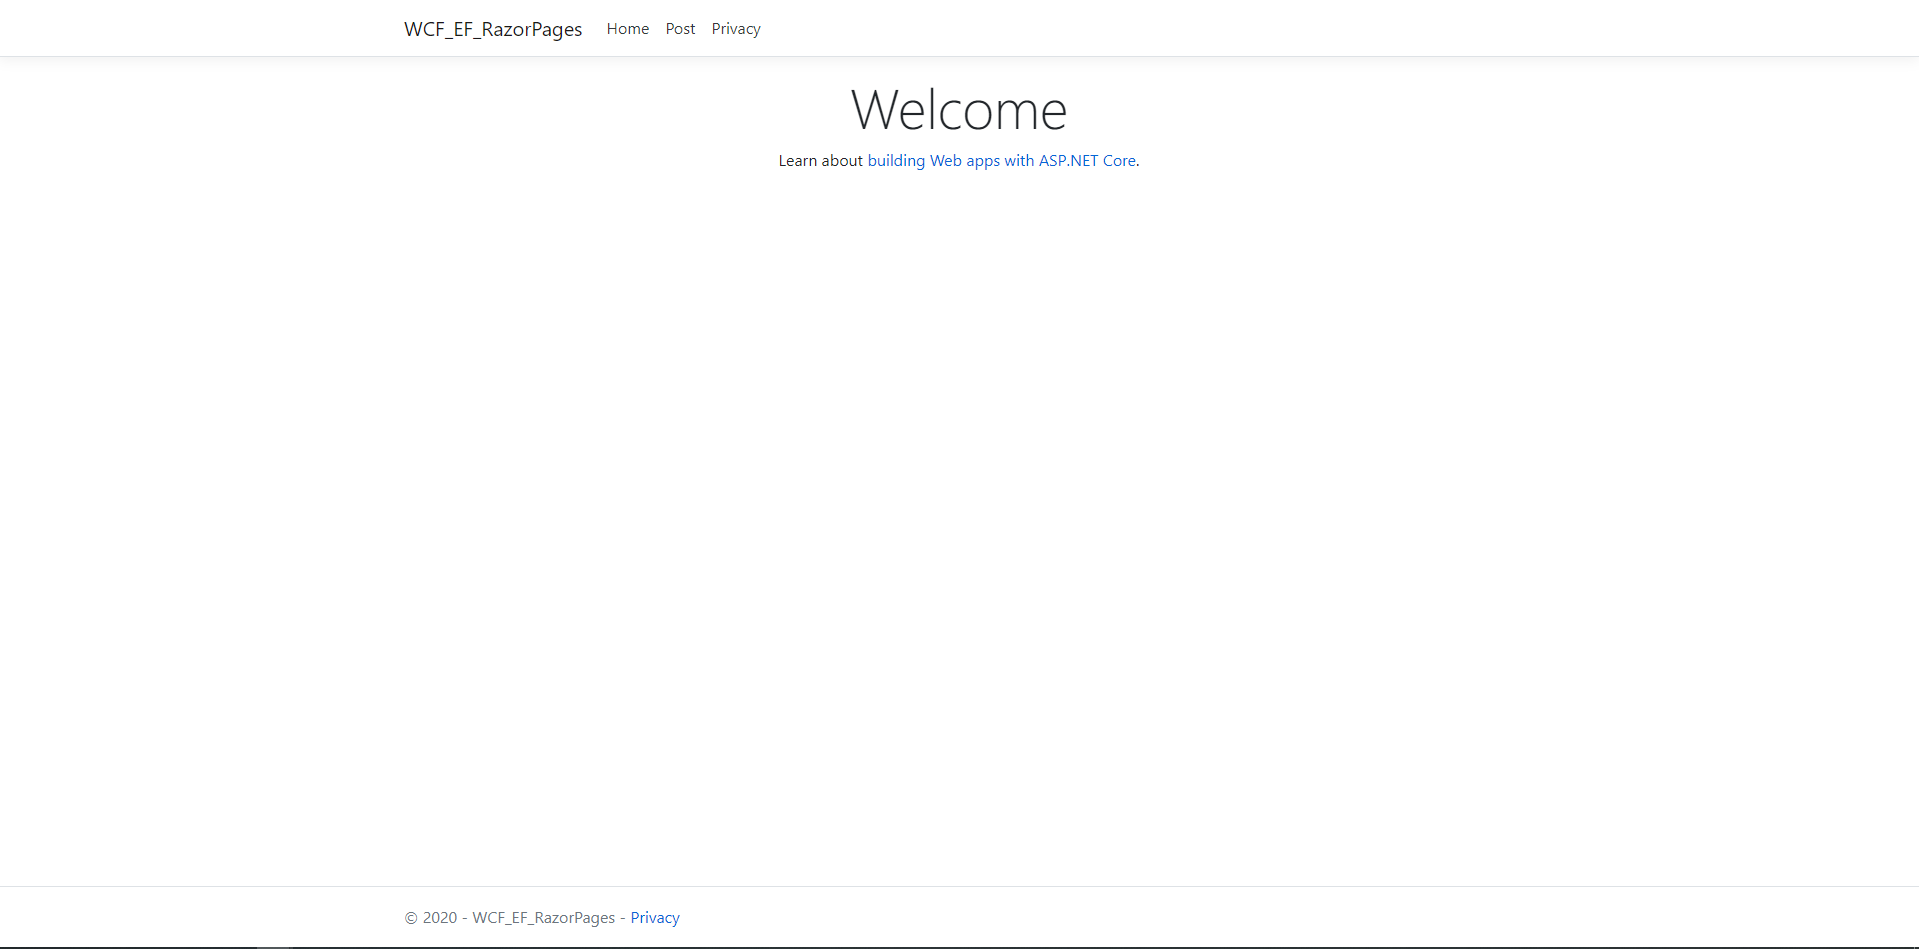 WCF_EF_RazorPages Home Post Privacy
Welcome
Learn about building Web apps with ASP.NET Core.
© 2020 - WCF_EF_RazorPages - Privacy